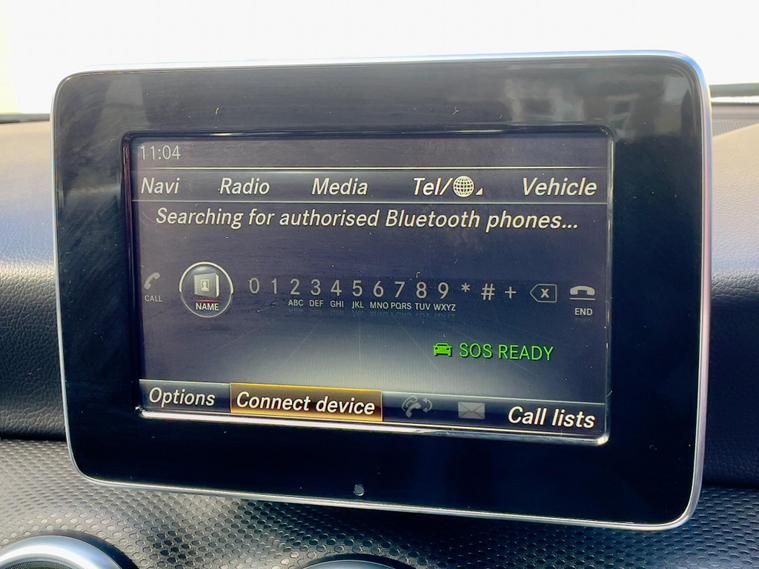 11:04
Navi Radio Media Tel/ Vehicle
Searching for authorised Bluetooth phones...
0 1 2 3 4 5 6 7 8 9 * # + X
ABC DEF GHI JKL MNO PQRS TUV WXYZ
CALL NAME END
SOS READY
Options Connect device Call lists